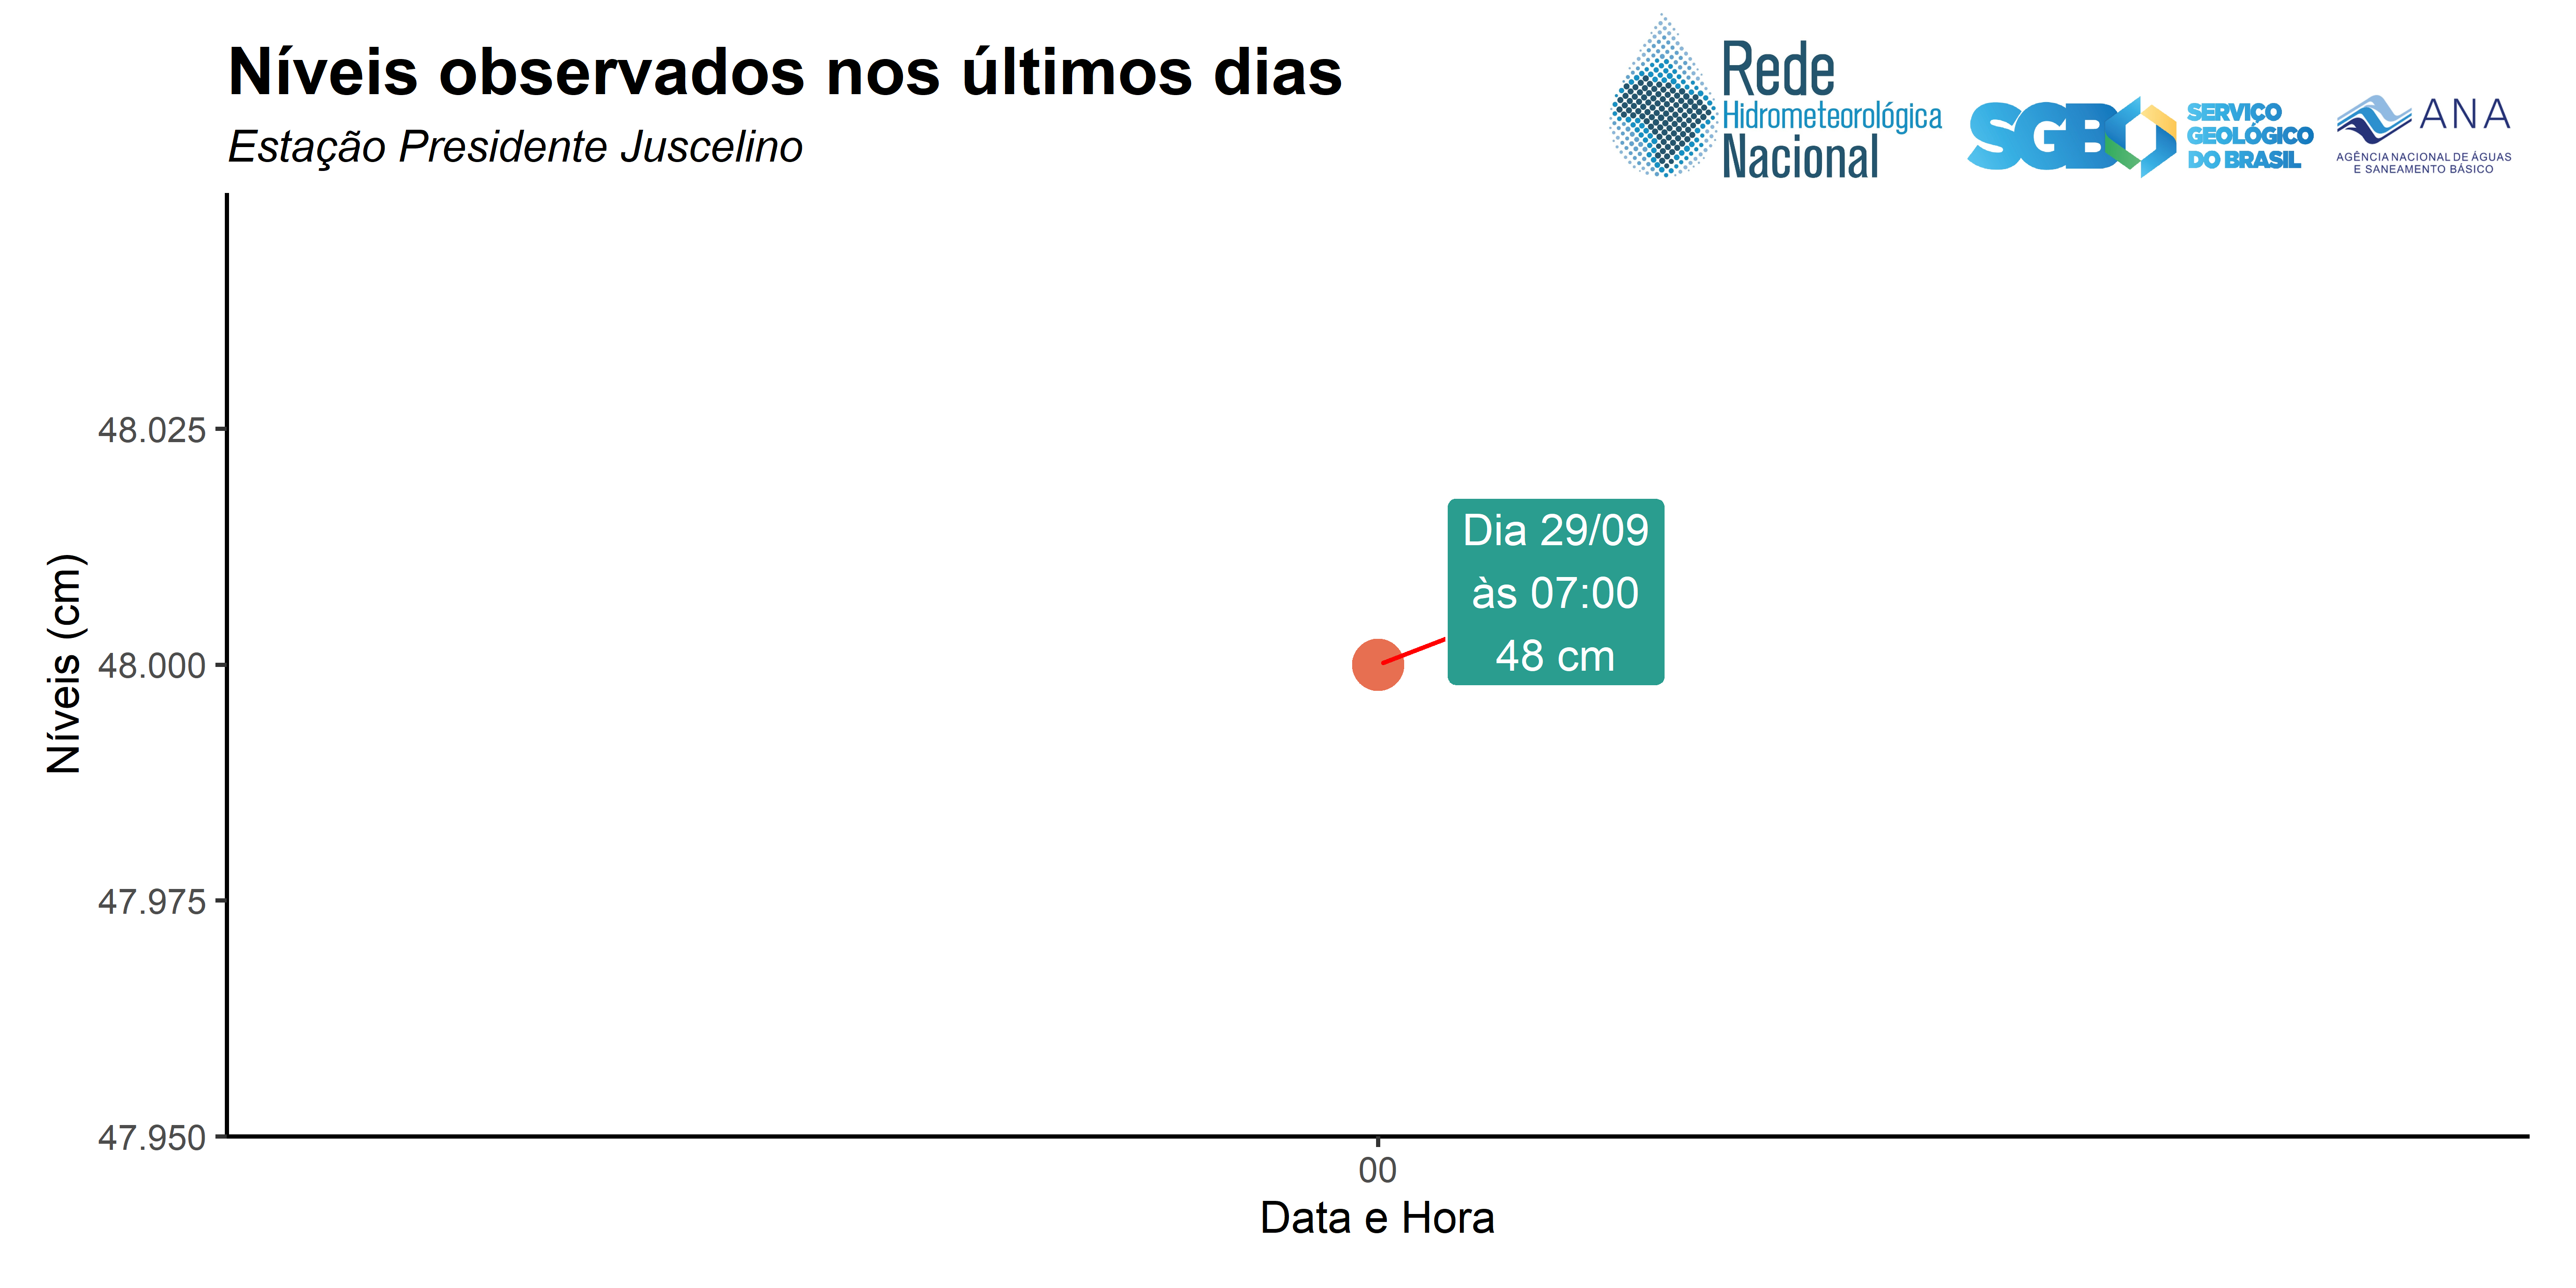 Níveis observados nos últimos dias
Estação Presidente Juscelino
Rede
Hidrometeorológica
Nacional
SGB
SERVIÇO
GEOLÓGICO
DO BRASIL
ANA
AGÊNCIA NACIONAL DE ÁGUAS
E SANEAMENTO BÁSICO
Níveis (cm)
48.025
48.000
47.975
47.950
Dia 29/09
às 07:00
48 cm
00
Data e Hora